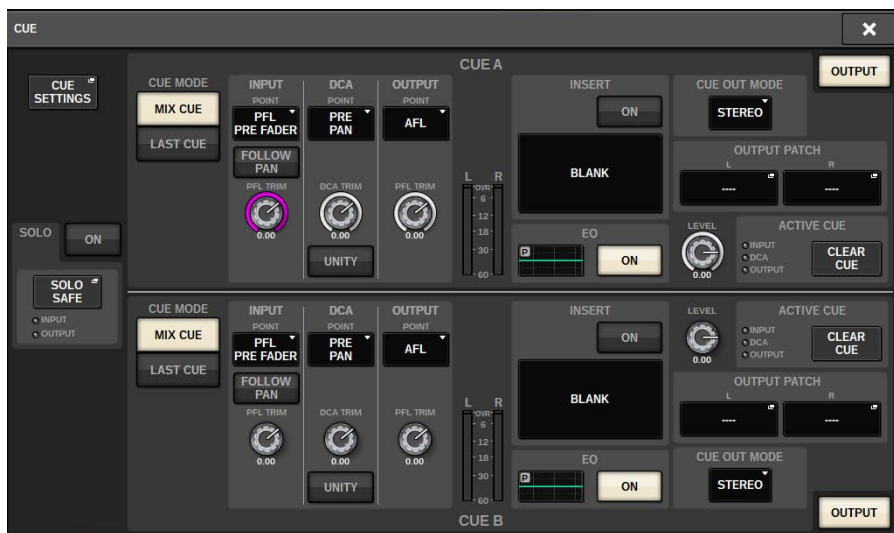 CUE
CUE SETTINGS
SOLO
ON
SOLO SAFE
INPUT
OUTPUT
CUE A
CUE MODE
MIX CUE
LAST CUE
INPUT
POINT
PFL PRE FADER
FOLLOW PAN
PFL TRIM
0.00
DCA
POINT
PRE PAN
DCA TRIM
0.00
UNITY
OUTPUT
POINT
AFL
PFL TRIM
0.00
L R
OVR
6
12
18
30
60
INSERT
ON
BLANK
EQ
P
ON
CUE OUT MODE
STEREO
OUTPUT
OUTPUT PATCH
L R
---- ----
LEVEL
0.00
ACTIVE CUE
INPUT
DCA
OUTPUT
CLEAR CUE
CUE MODE
MIX CUE
LAST CUE
INPUT
POINT
PFL PRE FADER
FOLLOW PAN
PFL TRIM
0.00
DCA
POINT
PRE PAN
DCA TRIM
0.00
UNITY
OUTPUT
POINT
AFL
PFL TRIM
0.00
L R
OVR
6
12
18
30
60
INSERT
ON
BLANK
EQ
P
ON
LEVEL
0.00
ACTIVE CUE
INPUT
DCA
OUTPUT
CLEAR CUE
OUTPUT PATCH
L R
---- ----
CUE OUT MODE
STEREO
OUTPUT
CUE B